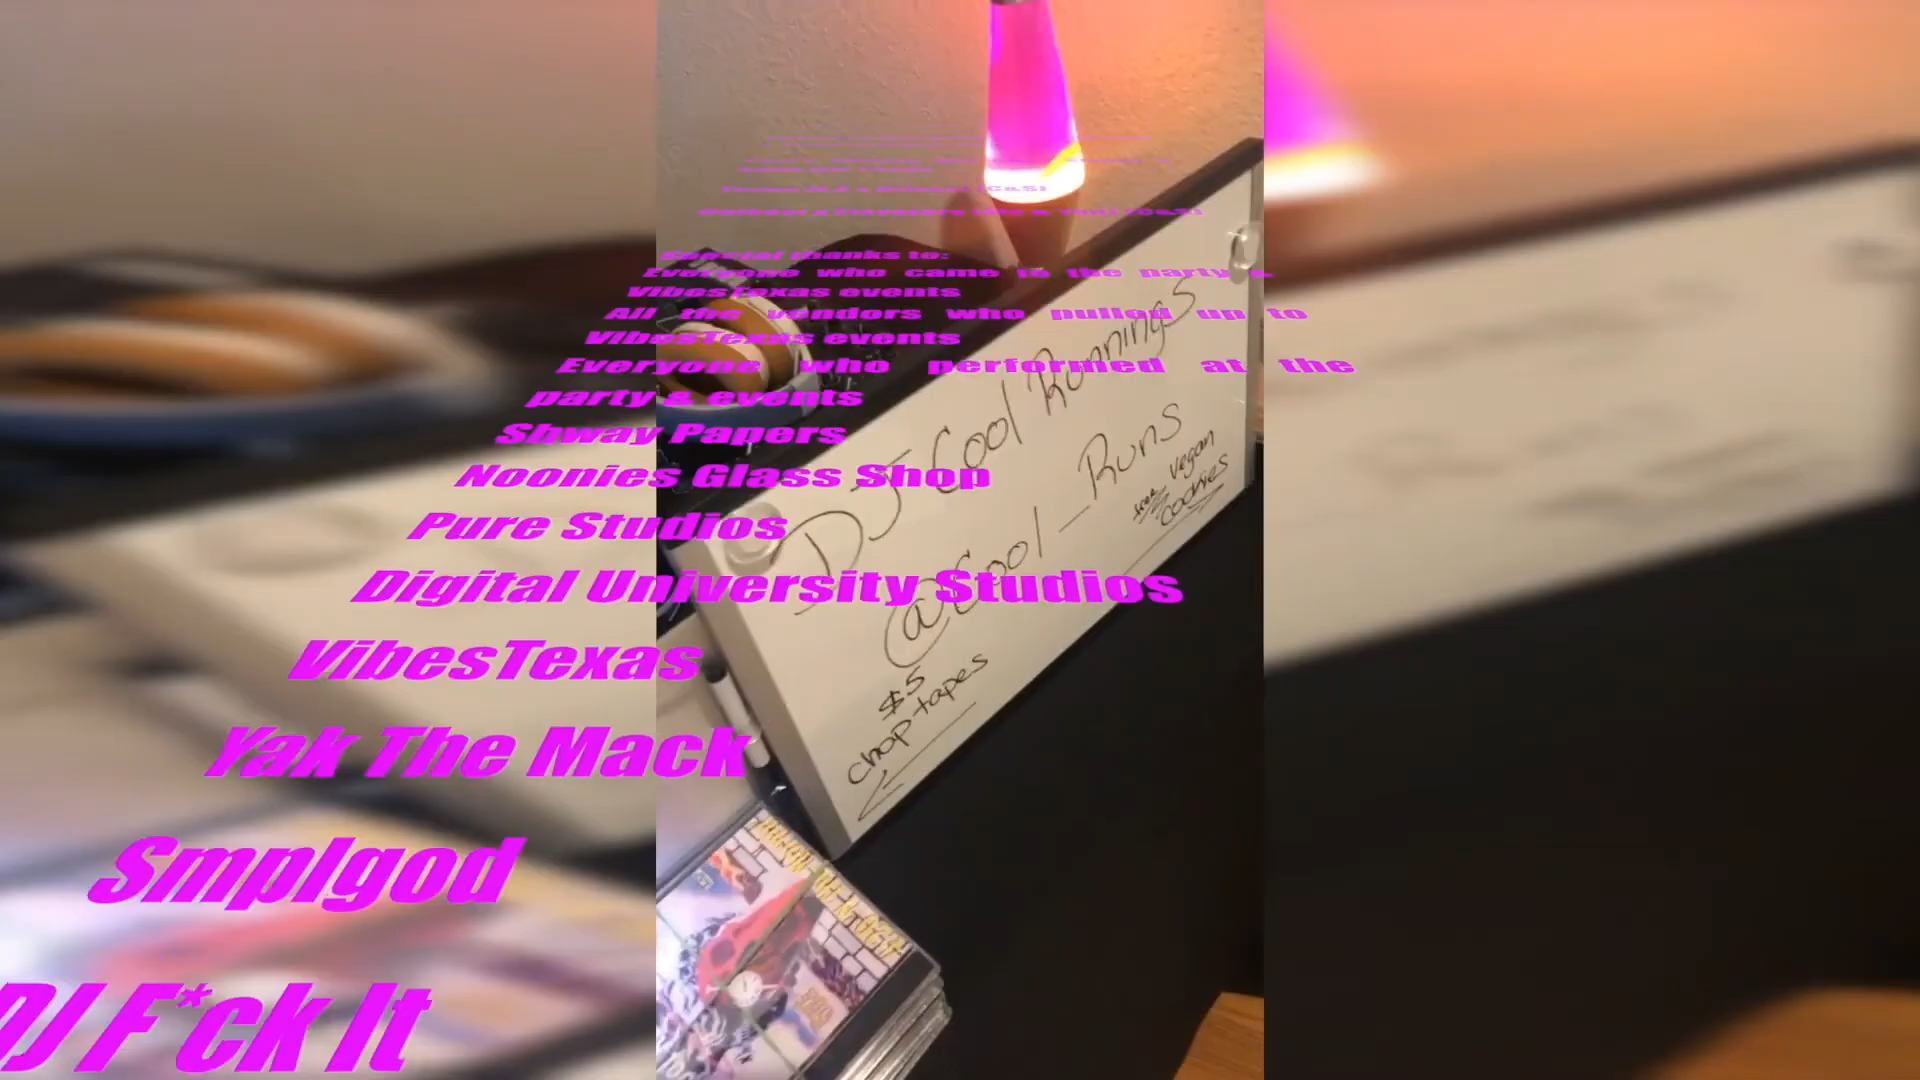 Special thanks to:
Everyone who came to the party &
VibesTexas events
All the vendors who pulled up to
VibesTexas events
Everyone who performed at the
party & events
Shway Papers
Noonies Glass Shop
Pure Studios
Digital University Studios
VibesTexas
Yak The Mack
Smplgod
DJ F*ck It
DJ Cool Runnings
@Cool_Runs
vegan
cookies
$5
chop tapes